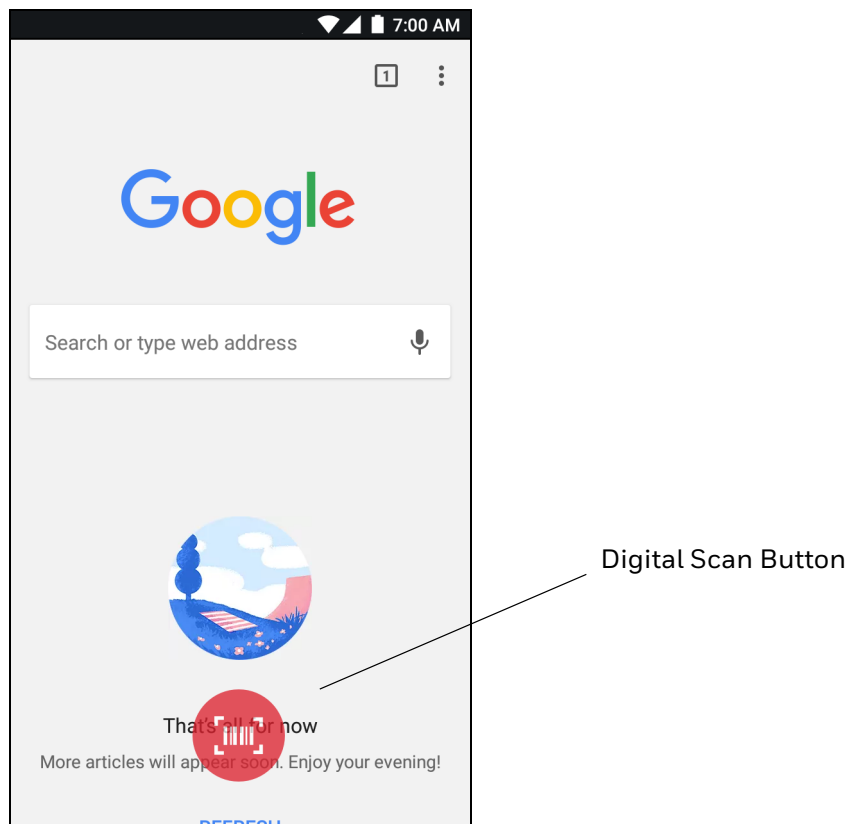 7:00 AM
1
Google
Search or type web address
Digital Scan Button
That's all for now
More articles will appear soon. Enjoy your evening!
REFRESH